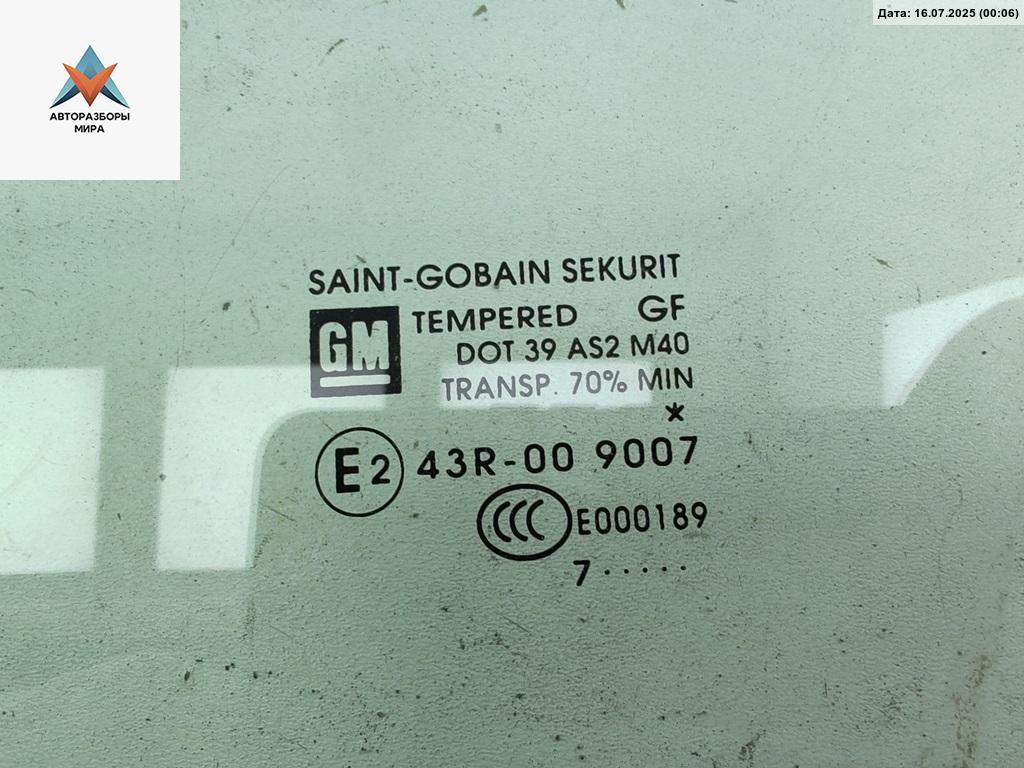 Дата: 16.07.2025 (00:06)
АВТОРАЗБОРЫ
МИРА
SAINT-GOBAIN SEKURIT
GM
TEMPERED GF
DOT 39 AS2 M40
TRANSP. 70% MIN
*
E2 43R-00 9007
CCC E000189
7 · · · · ·